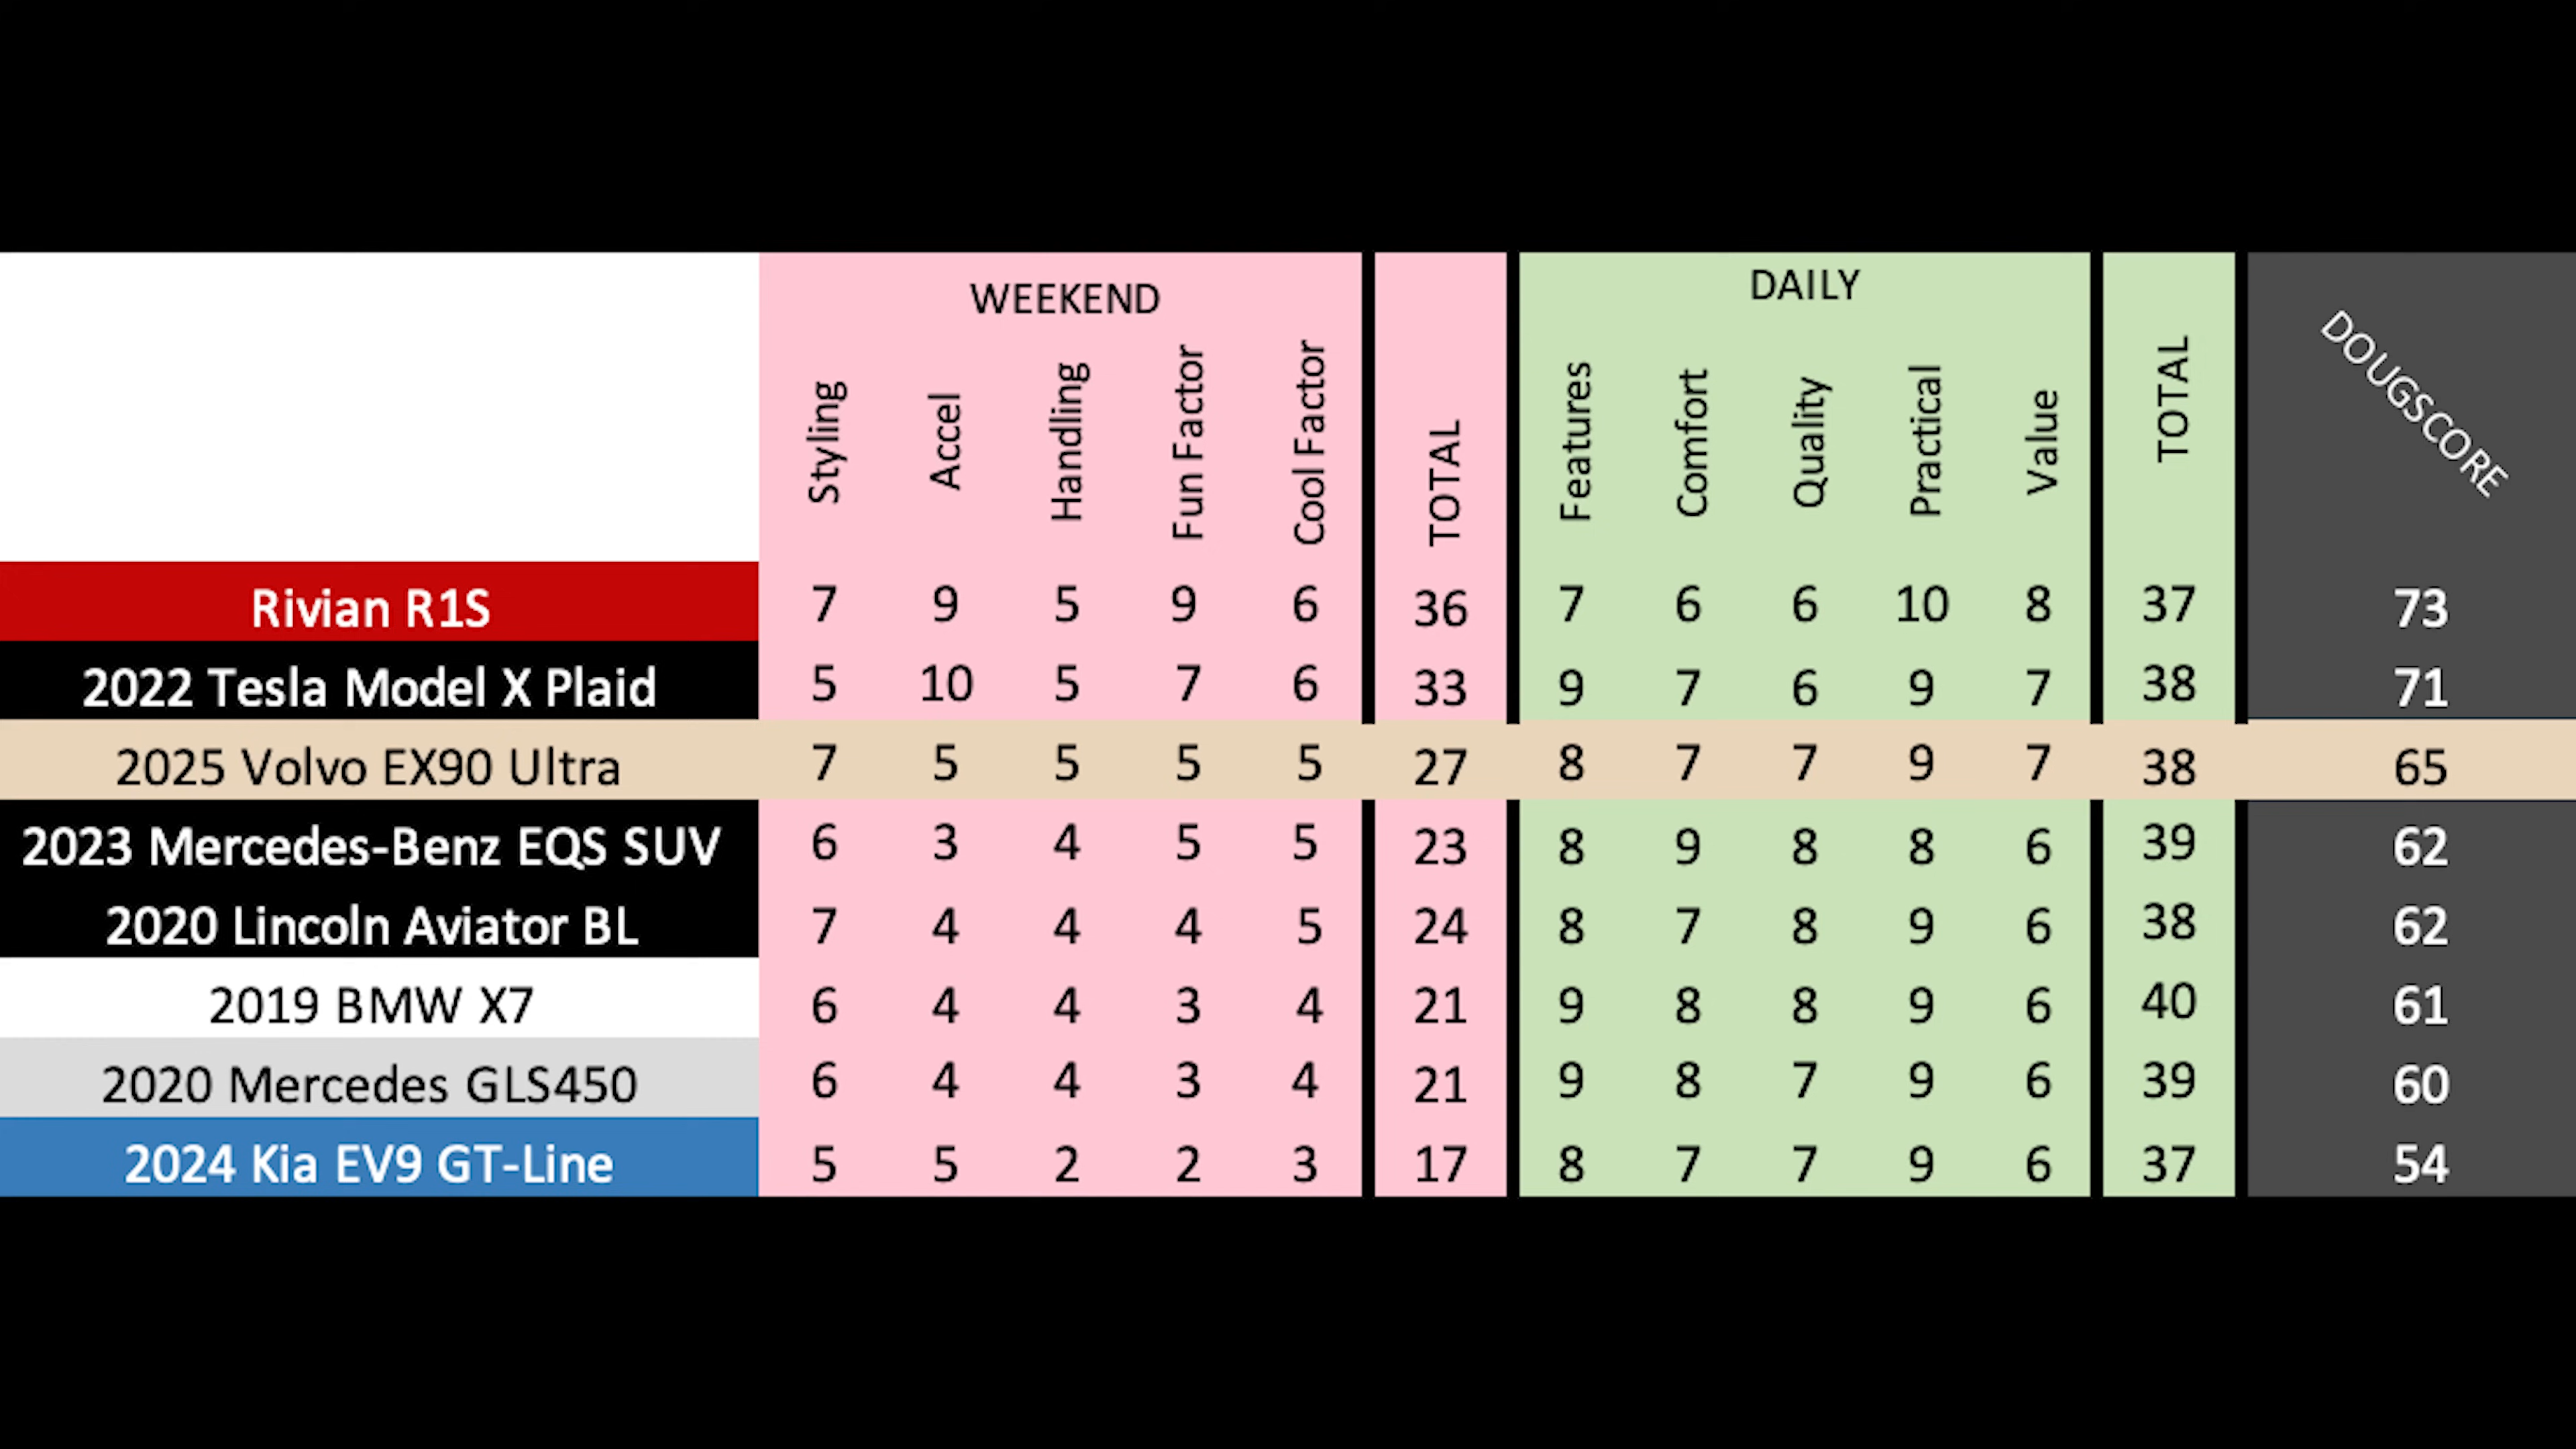 WEEKEND DAILY
Styling Accel Handling Fun Factor Cool Factor TOTAL Features Comfort Quality Practical Value TOTAL DOUGSCORE
Rivian R1S 7 9 5 9 6 36 7 6 6 10 8 37 73
2022 Tesla Model X Plaid 5 10 5 7 6 33 9 7 6 9 7 38 71
2025 Volvo EX90 Ultra 7 5 5 5 5 27 8 7 7 9 7 38 65
2023 Mercedes-Benz EQS SUV 6 3 4 5 5 23 8 9 8 8 6 39 62
2020 Lincoln Aviator BL 7 4 4 4 5 24 8 7 8 9 6 38 62
2019 BMW X7 6 4 4 3 4 21 9 8 8 9 6 40 61
2020 Mercedes GLS450 6 4 4 3 4 21 9 8 7 9 6 39 60
2024 Kia EV9 GT-Line 5 5 2 2 3 17 8 7 7 9 6 37 54